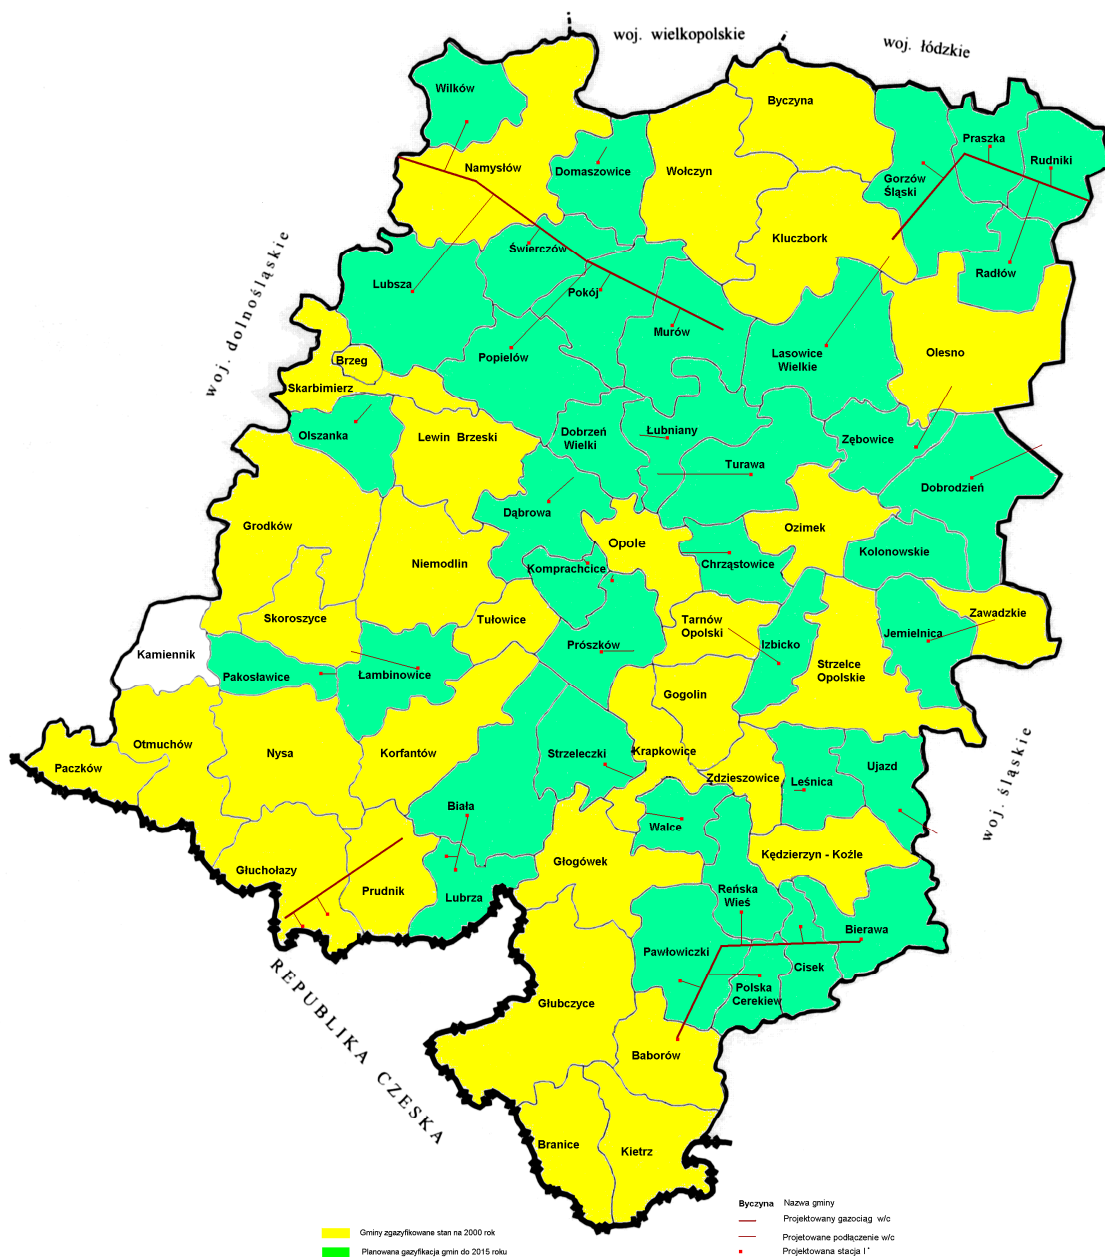 woj. wielkopolskie
woj. łódzkie
Wilków
Byczyna
Praszka
Rudniki
Namysłów
Domaszowice
Wołczyn
Gorzów
Śląski
Kluczbork
Świerczów
Radłów
woj. dolnośląskie
Lubsza
Pokój
Murów
Popielów
Lasowice
Wielkie
Olesno
Brzeg
Skarbimierz
Olszanka
Lewin Brzeski
Dobrzeń
Wielki
Łubniany
Zębowice
Turawa
Dobrodzień
Dąbrowa
Grodków
Ozimek
Opole
Kolonowskie
Niemodlin
Komprachcice
Chrząstowice
Skoroszyce
Tułowice
Tarnów
Opolski
Zawadzkie
Jemielnica
Kamiennik
Prószków
Izbicko
Strzelce
Opolskie
Pakosławice
Łambinowice
Gogolin
Otmuchów
Nysa
Korfantów
Strzeleczki
Krapkowice
Paczków
Zdzieszowice
Leśnica
Ujazd
woj. śląskie
Biała
Walce
Głuchołazy
Prudnik
Lubrza
Głogówek
Kędzierzyn - Koźle
Reńska
Wieś
Bierawa
Pawłowiczki
Cisek
Polska
Cerekiew
REPUBLIKA CZESKA
Głubczyce
Baborów
Branice
Kietrz
Byczyna Nazwa gminy
Projektowany gazociąg w/c
Gminy zgazyfikowane stan na 2000 rok
Projetowane podłączenie w/c
Planowana gazyfikacja gmin do 2015 roku
Projektowana stacja I °